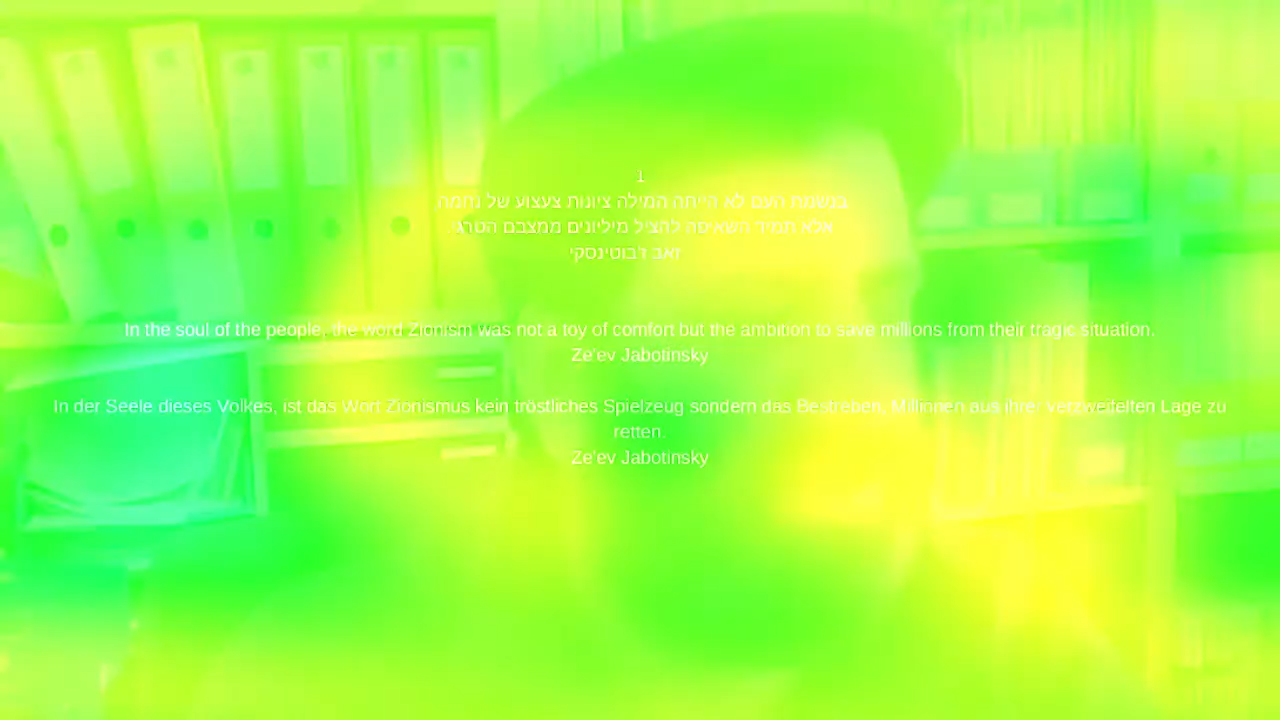 1
בנשמת העם לא הייתה המילה ציונות צעצוע של נחמה
אלא תמיד השאיפה להציל מיליונים ממצבם הטרגי.
זאב ז'בוטינסקי
In the soul of the people, the word Zionism was not a toy of comfort but the ambition to save millions from their tragic situation.
Ze'ev Jabotinsky
In der Seele dieses Volkes, ist das Wort Zionismus kein tröstliches Spielzeug sondern das Bestreben, Millionen aus ihrer verzweifelten Lage zu
retten.
Ze'ev Jabotinsky